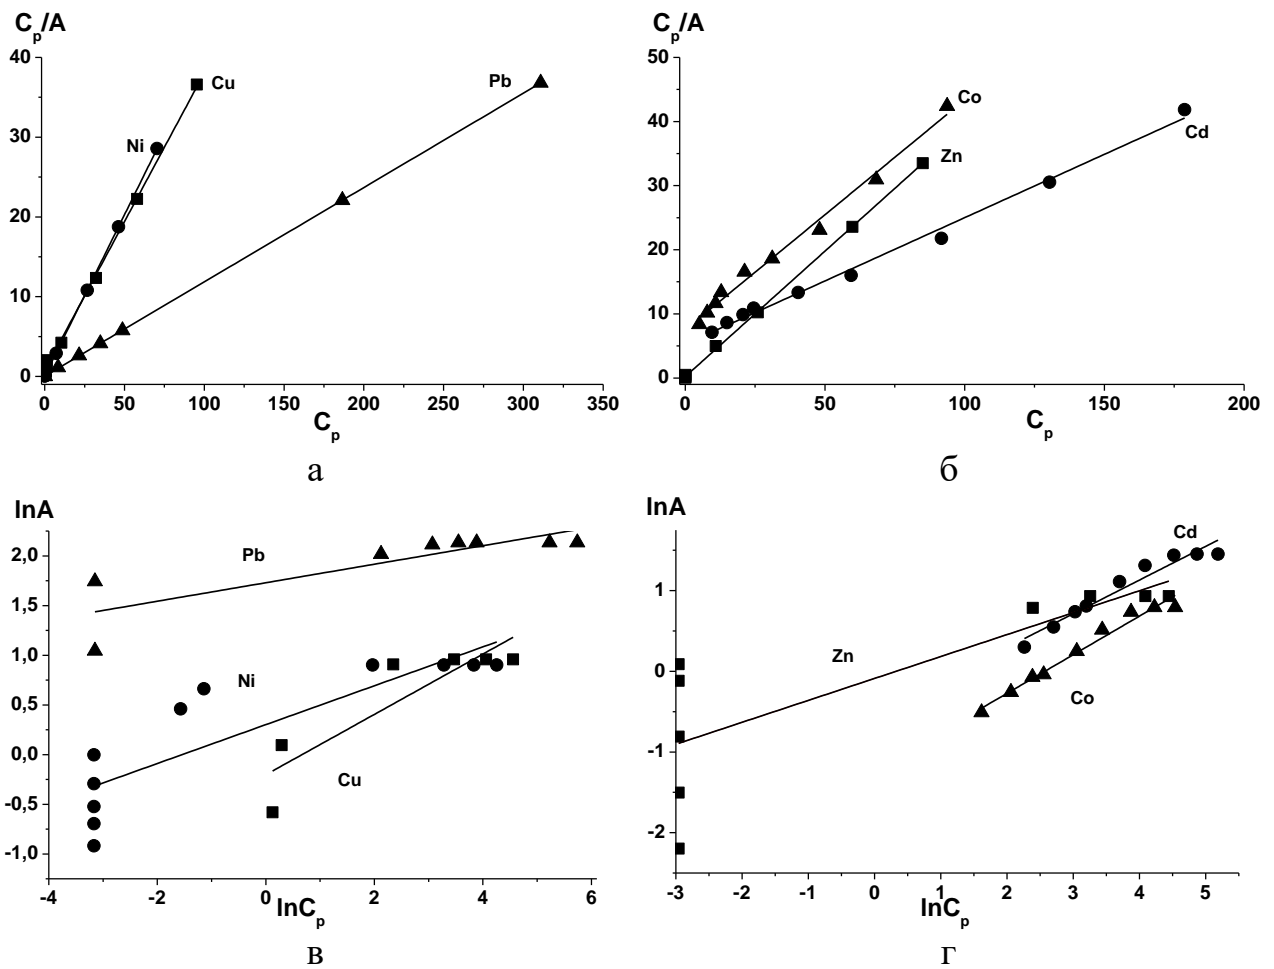 Cp/A
40
30
20
10
0
Cu
Ni
Pb
0 50 100 150 200 250 300 350
Cp
а
Cp/A
50
40
30
20
10
0
Co
Zn
Cd
0 50 100 150 200
Cp
б
lnA
2,0
1,5
1,0
0,5
0,0
-0,5
-1,0
Pb
Ni
Cu
-4 -2 0 2 4 6
lnCp
в
lnA
1
0
-1
-2
Cd
Zn
Co
-3 -2 -1 0 1 2 3 4 5
lnCp
г